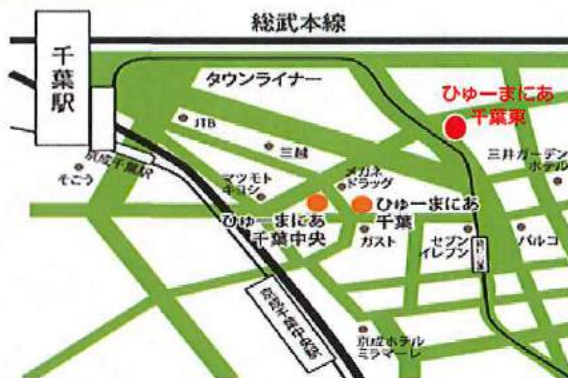 総武本線
千葉駅
タウンライナー
ひゅーまにあ
千葉東
JTB
三越
三井ガーデン
ホテル
京成千葉駅
そごう
マツモト
キヨシ
メガネ
ドラッグ
ひゅーまにあ
千葉中央
ひゅーまにあ
千葉
ガスト
セブン
イレブン
パルコ
京成千葉中央駅
京成ホテル
ミラマーレ